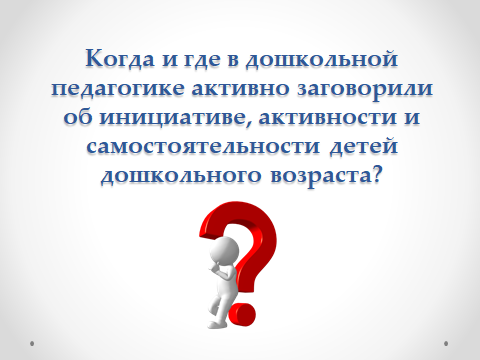 Когда и где в дошкольной
педагогике активно заговорили
об инициативе, активности и
самостоятельности детей
дошкольного возраста?